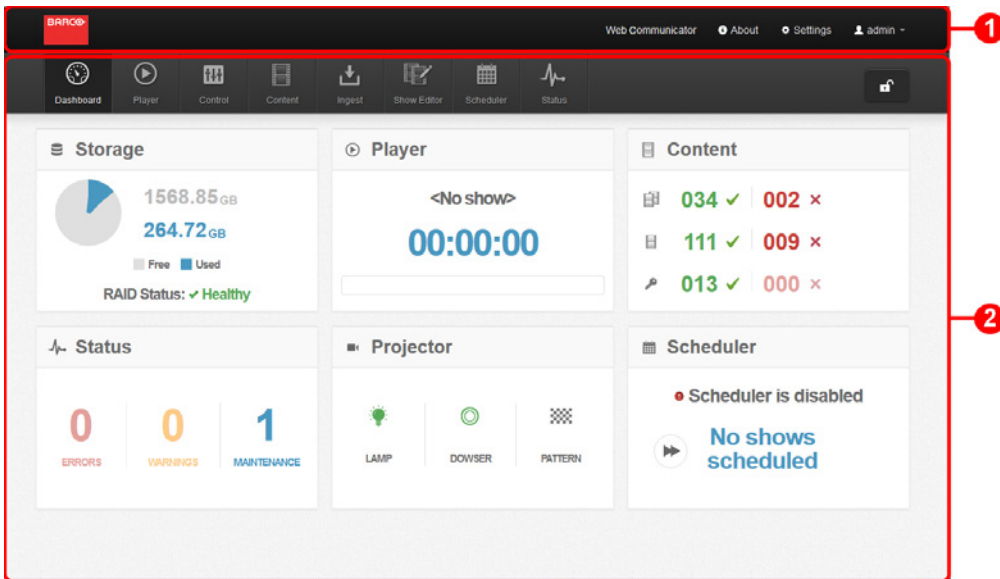 BARCO
Web Communicator About Settings admin
1
Dashboard Player Control Content Ingest Show Editor Scheduler Status
Storage
1568.85GB
264.72GB
Free Used
RAID Status: Healthy
Player
<No show>
00:00:00
Content
034 002
111 009
013 000
2
Status
0 0 1
ERRORS WARNINGS MAINTENANCE
Projector
LAMP DOWSER PATTERN
Scheduler
Scheduler is disabled
No shows
scheduled